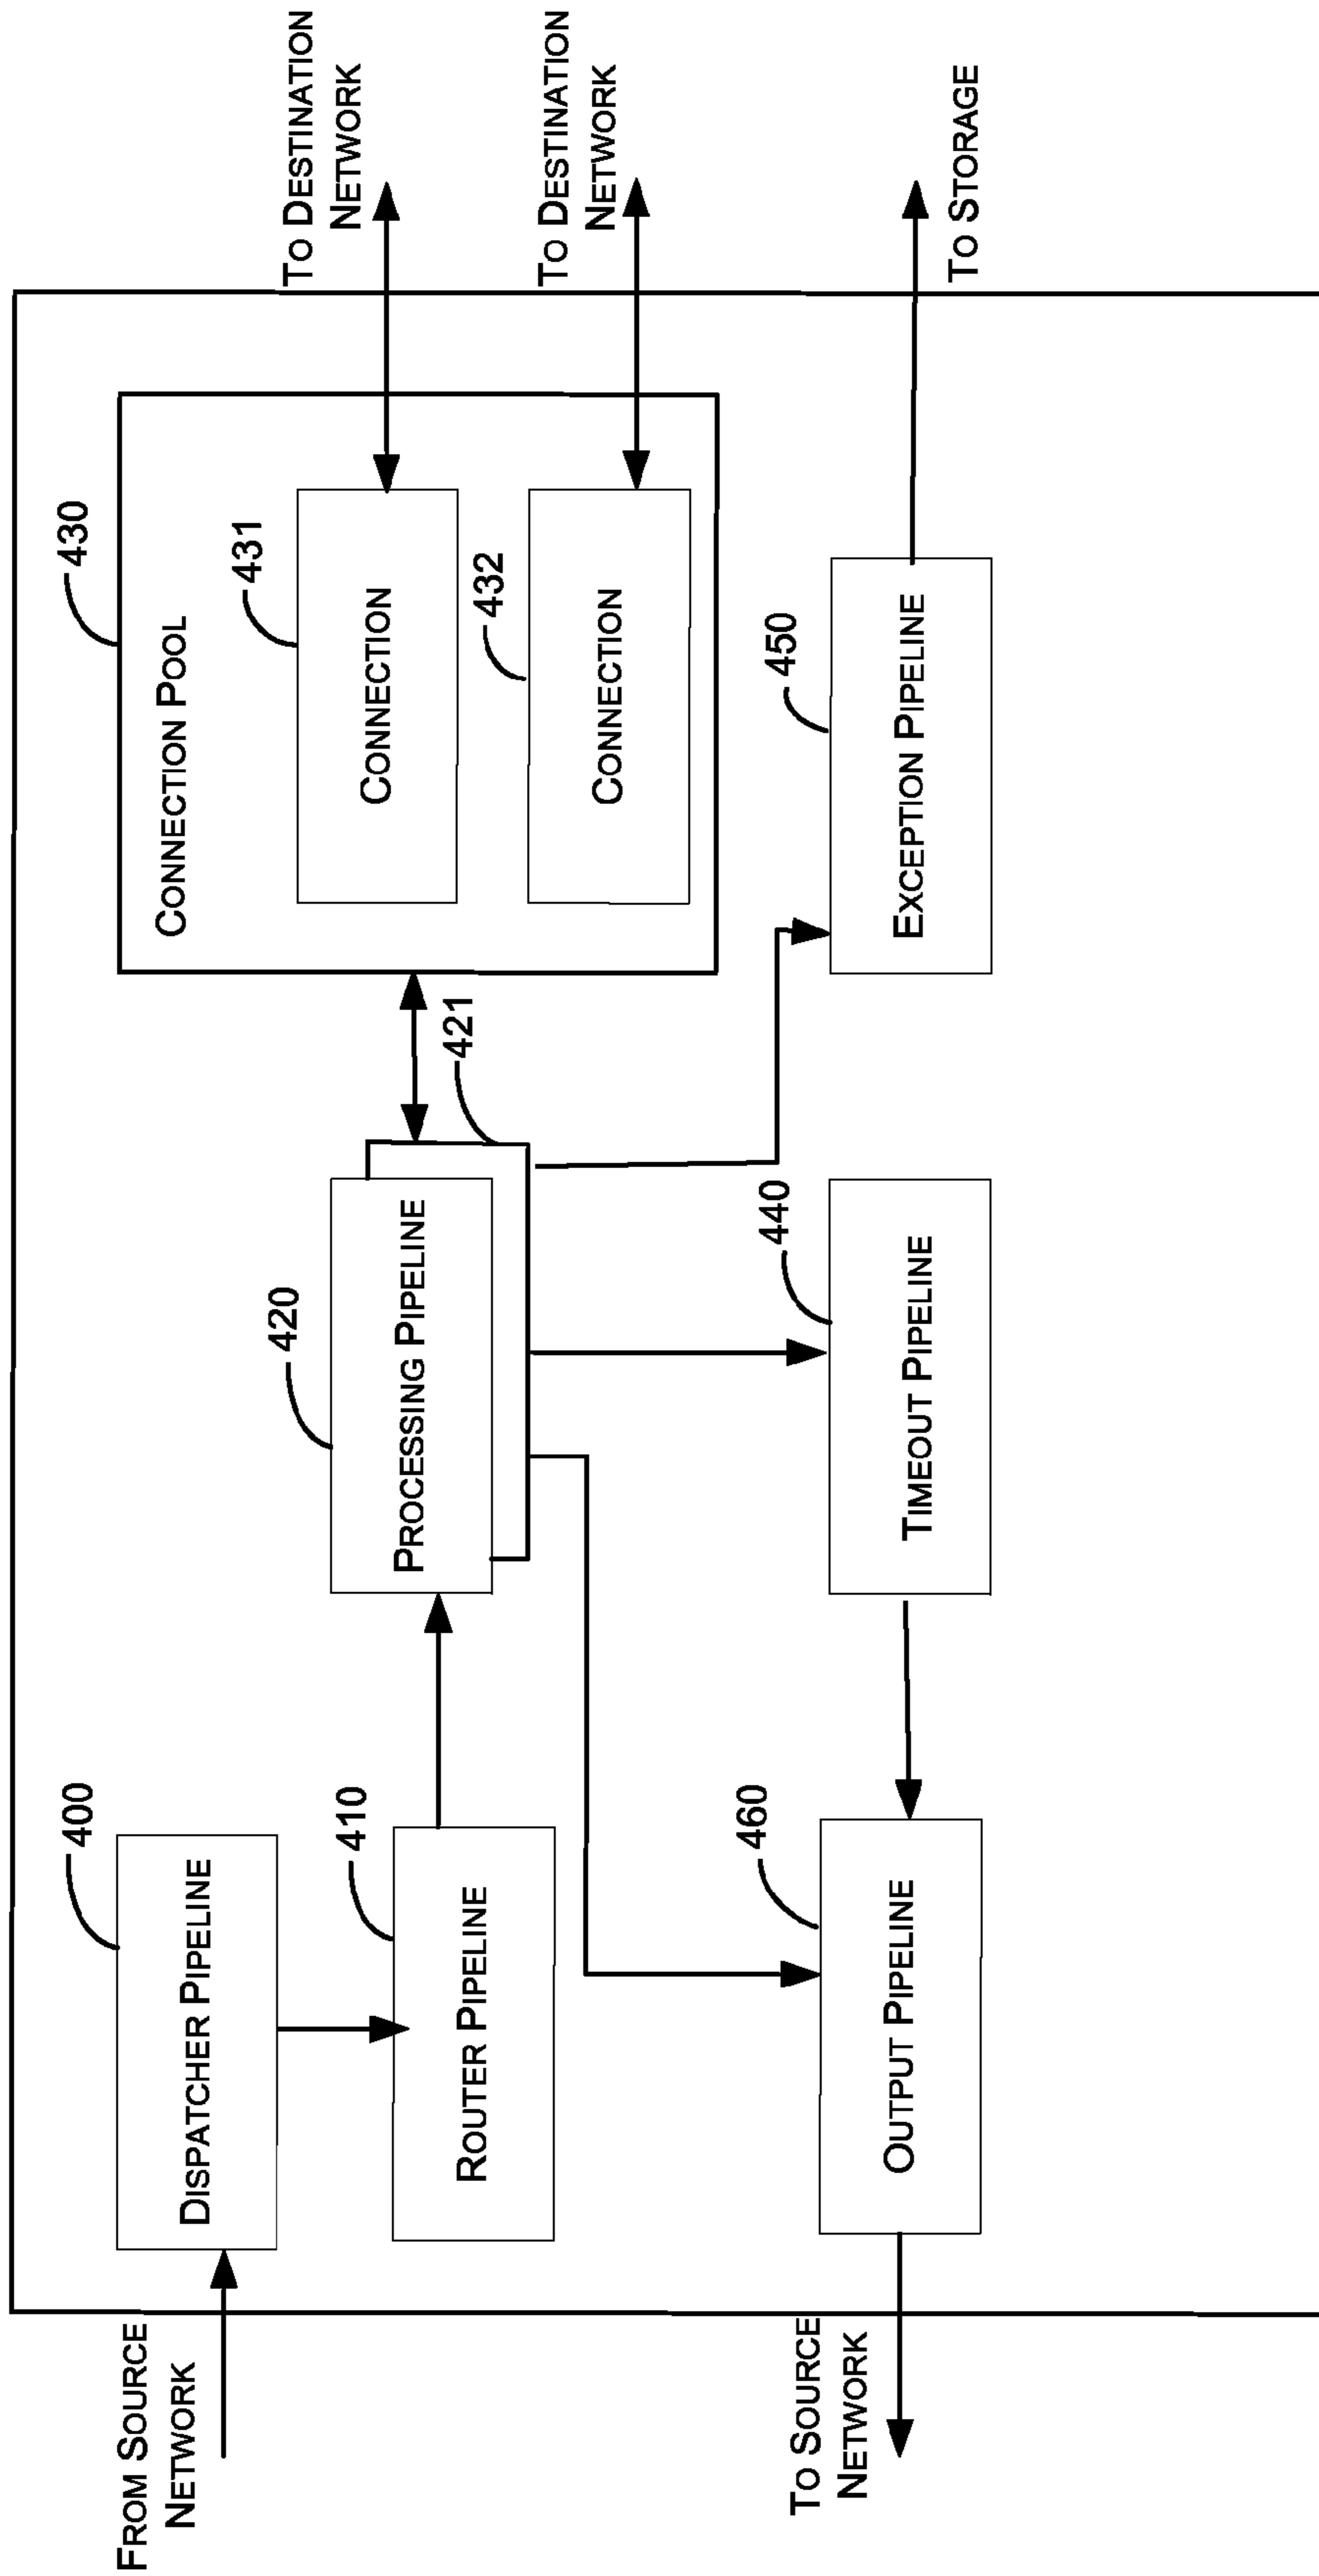 FROM SOURCE
NETWORK
400
DISPATCHER PIPELINE
410
ROUTER PIPELINE
420
PROCESSING PIPELINE
421
430
CONNECTION POOL
431
CONNECTION
432
CONNECTION
TO DESTINATION
NETWORK
TO DESTINATION
NETWORK
TO SOURCE
NETWORK
460
OUTPUT PIPELINE
440
TIMEOUT PIPELINE
450
EXCEPTION PIPELINE
TO STORAGE